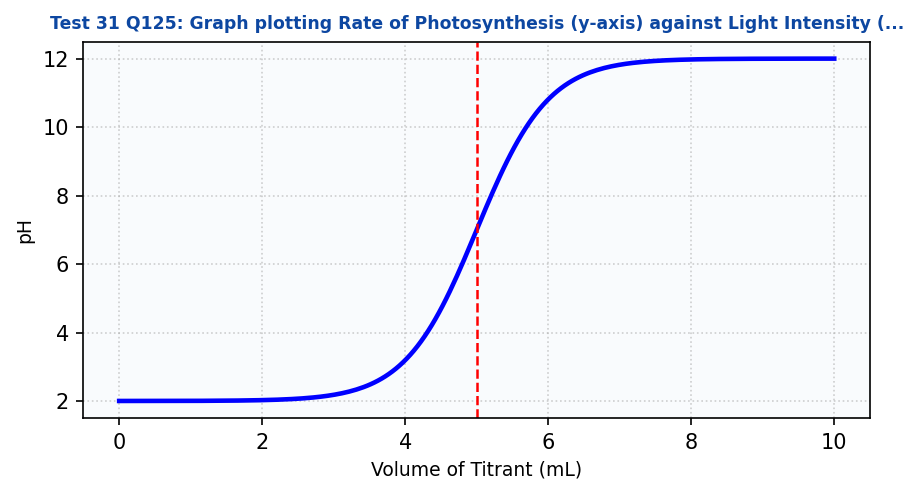 Test 31 Q125: Graph plotting Rate of Photosynthesis (y-axis) against Light Intensity (...
12
10
8
6
4
2
pH
0 2 4 6 8 10
Volume of Titrant (mL)